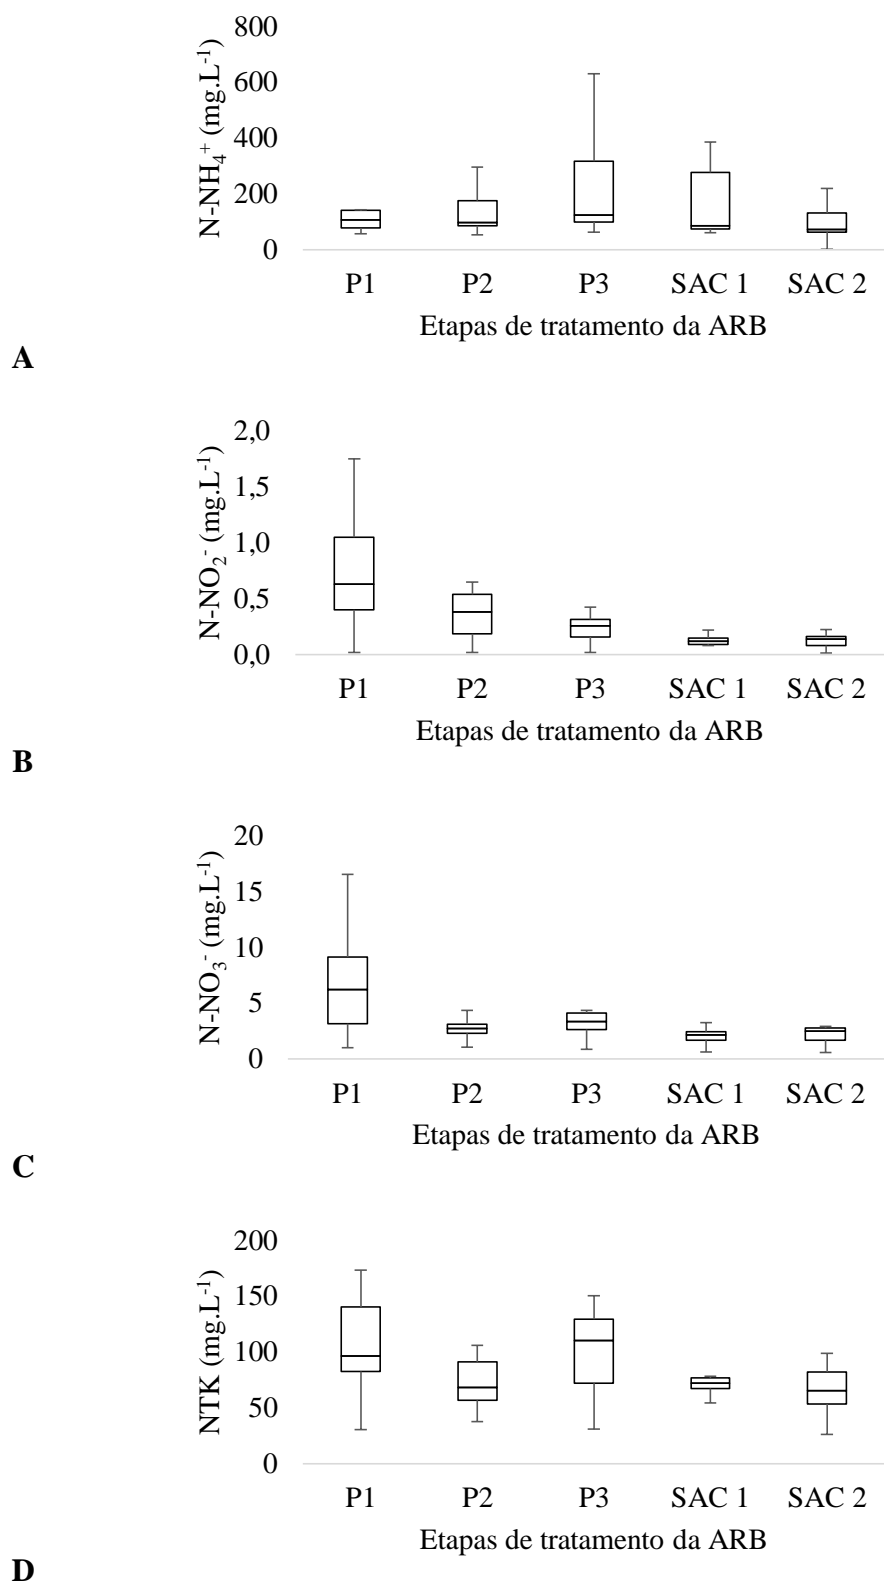 800
600
400
200
0
N-NH₄⁺ (mg.L⁻¹)
P1 P2 P3 SAC 1 SAC 2
Etapas de tratamento da ARB
A
2,0
1,5
1,0
0,5
0,0
N-NO₂⁻ (mg.L⁻¹)
P1 P2 P3 SAC 1 SAC 2
Etapas de tratamento da ARB
B
20
15
10
5
0
N-NO₃⁻ (mg.L⁻¹)
P1 P2 P3 SAC 1 SAC 2
Etapas de tratamento da ARB
C
200
150
100
50
0
NTK (mg.L⁻¹)
P1 P2 P3 SAC 1 SAC 2
Etapas de tratamento da ARB
D